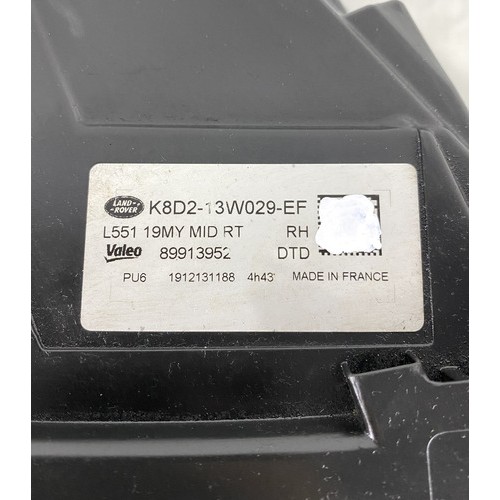 LAND ROVER K8D2-13W029-EF
L551 19MY MID RT RH
Valeo 89913952 DTD
PU6 1912131188 4h43 MADE IN FRANCE